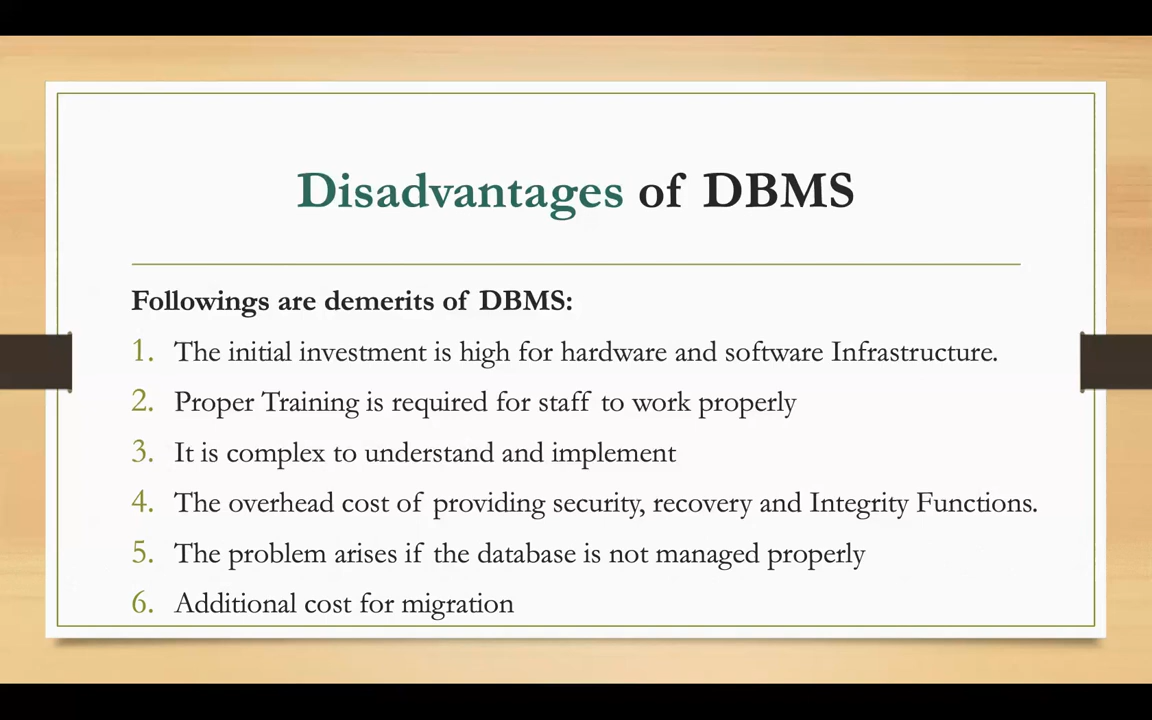 Disadvantages of DBMS
Followings are demerits of DBMS:
1. The initial investment is high for hardware and software Infrastructure.
2. Proper Training is required for staff to work properly
3. It is complex to understand and implement
4. The overhead cost of providing security, recovery and Integrity Functions.
5. The problem arises if the database is not managed properly
6. Additional cost for migration